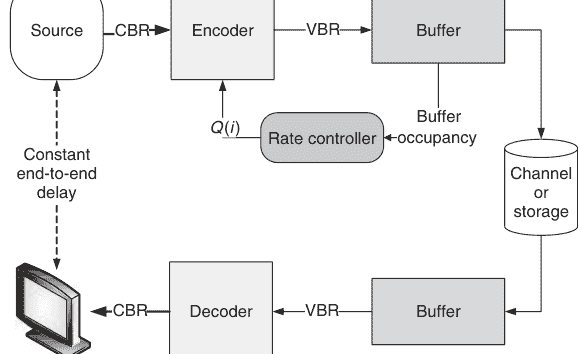 Source
CBR
Encoder
VBR
Buffer
Q(i)
Rate controller
Buffer
occupancy
Constant
end-to-end
delay
Channel
or
storage
CBR
Decoder
VBR
Buffer